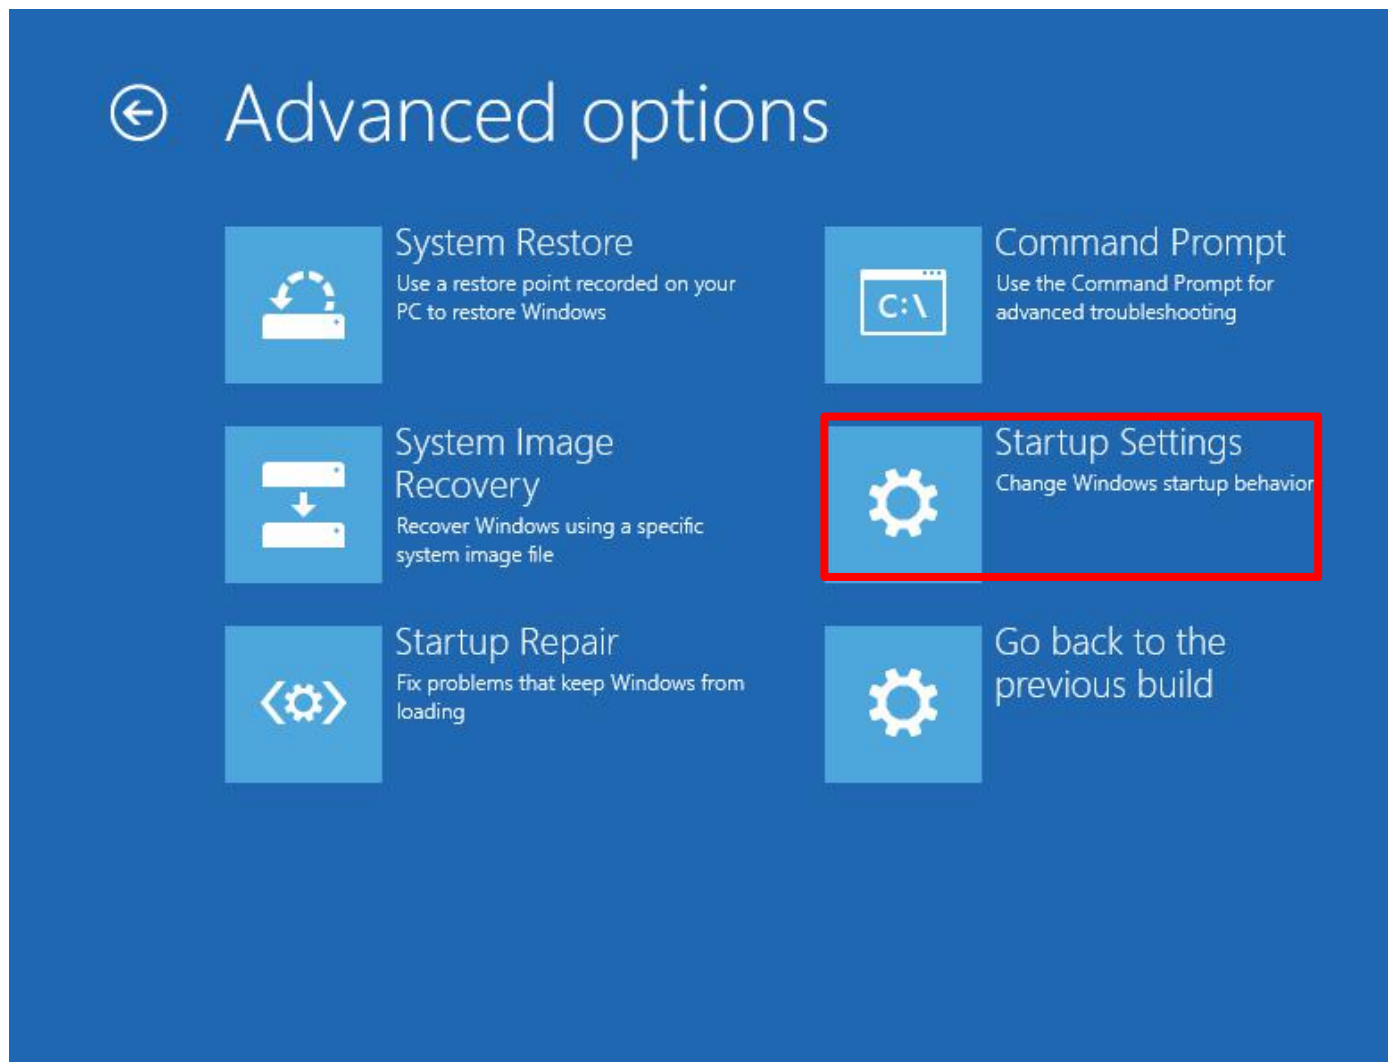 Advanced options
System Restore
Use a restore point recorded on your
PC to restore Windows
Command Prompt
Use the Command Prompt for
advanced troubleshooting
C:\
System Image
Recovery
Recover Windows using a specific
system image file
Startup Settings
Change Windows startup behavior
Startup Repair
Fix problems that keep Windows from
loading
Go back to the
previous build